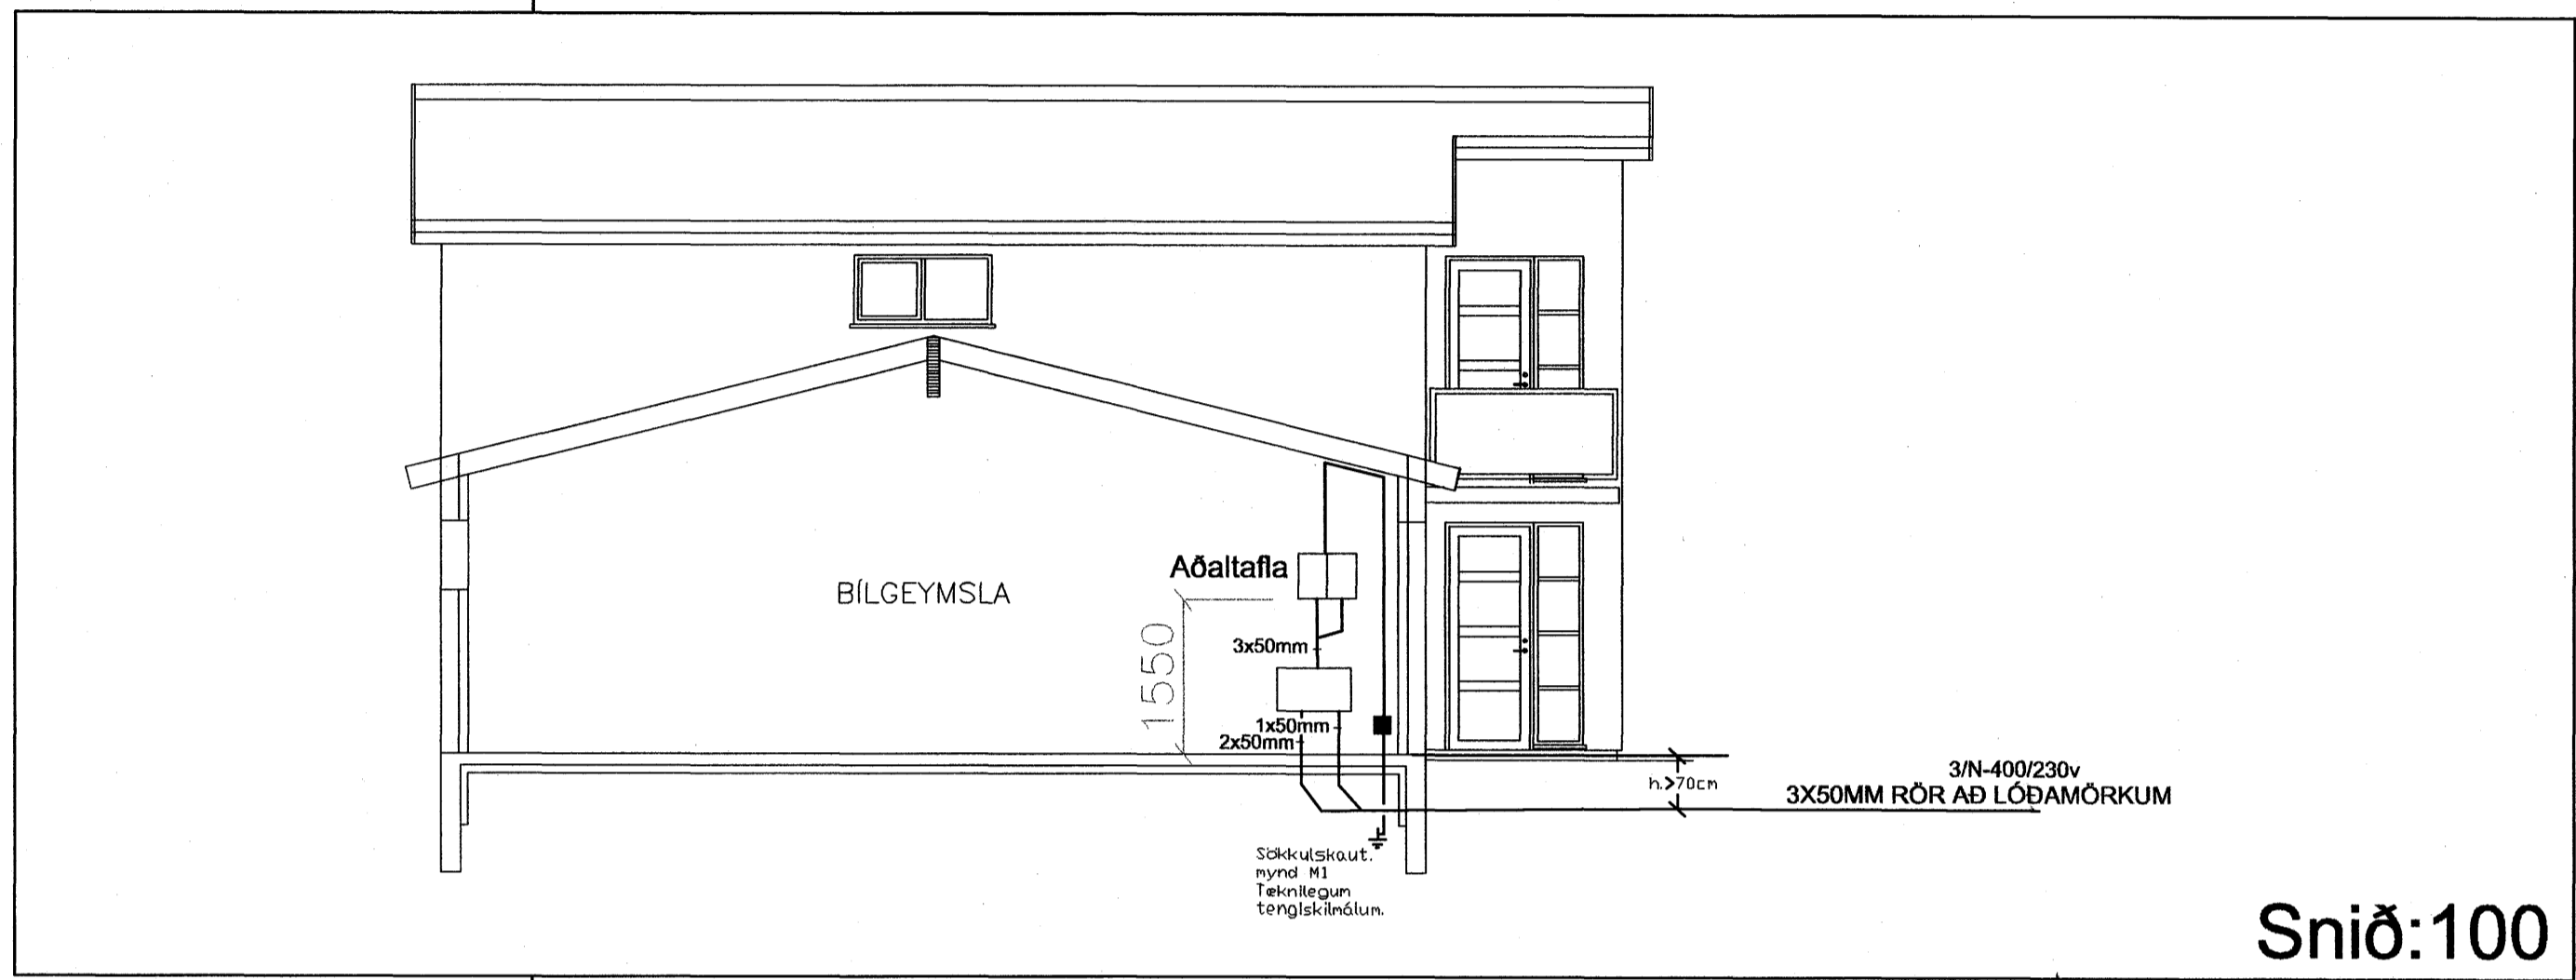 Aðaltafla
BÍLGEYMSLA
1550
3x50mm
1x50mm
2x50mm
h.>70cm
3/N-400/230v
3X50MM RÖR AÐ LÓÐAMÖRKUM
Sökkulskaut.
mynd M1
Tæknilegum
tengiskilmálum.
Snið:100